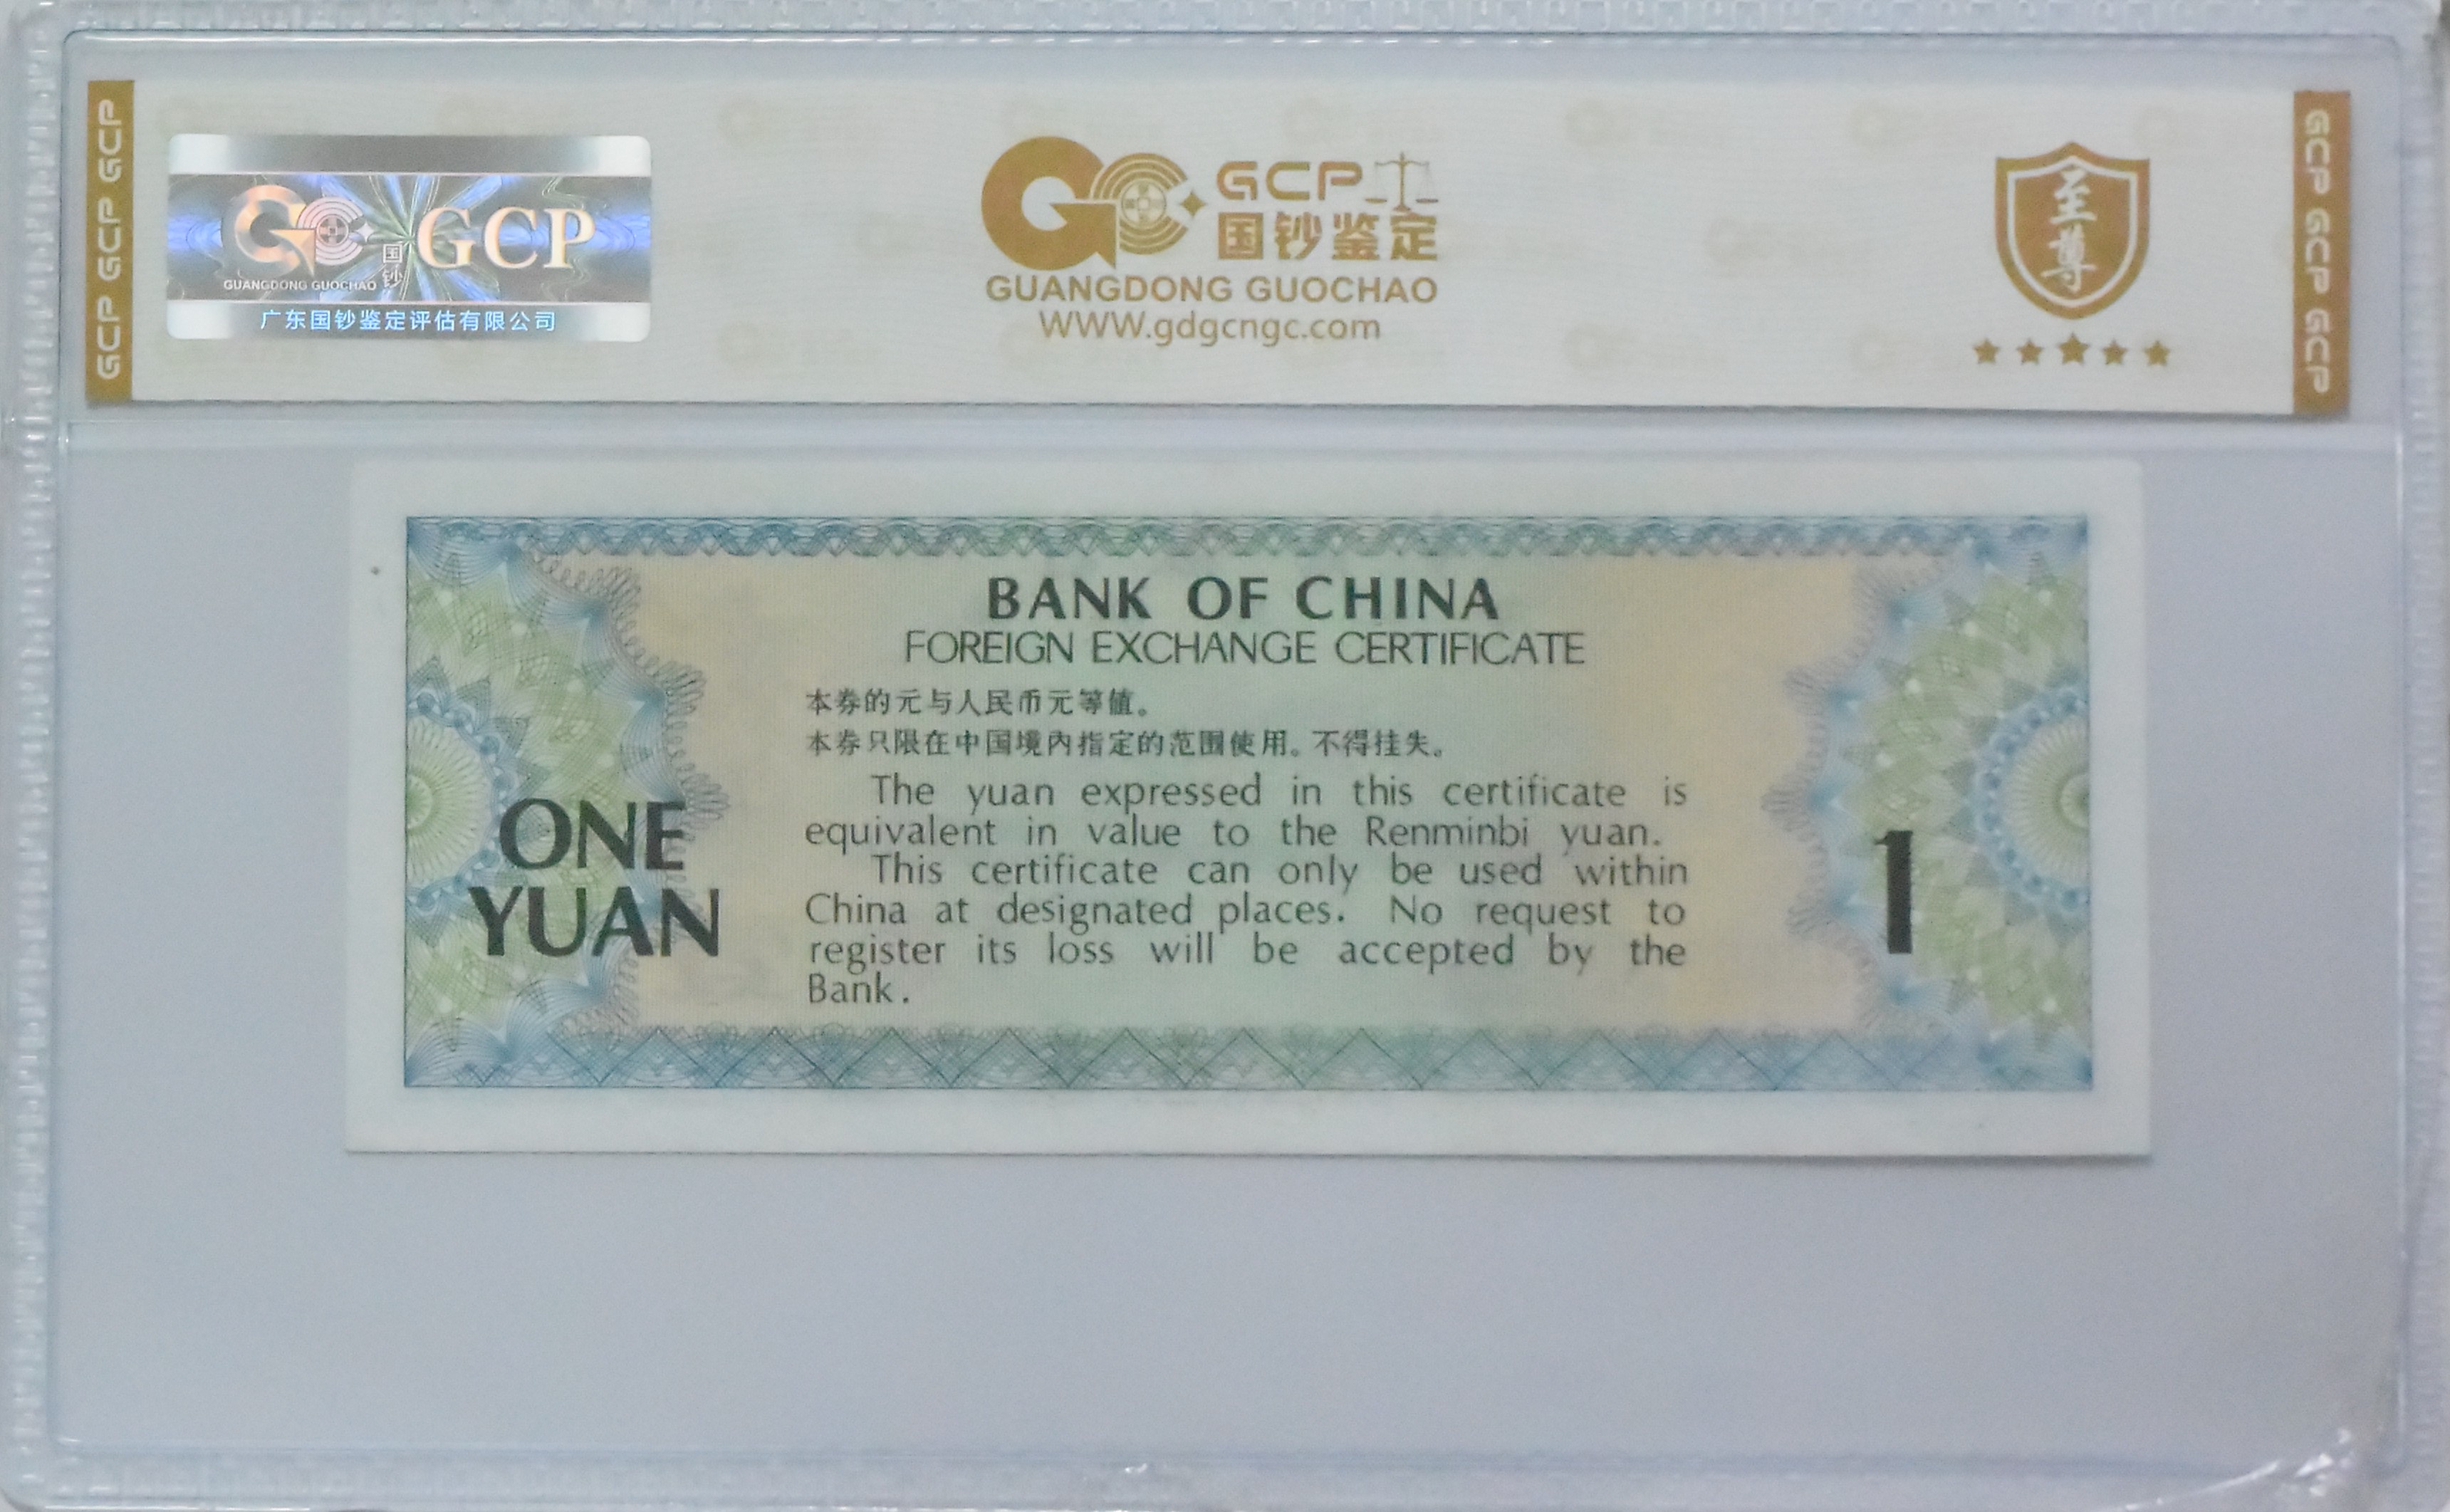 GCP GCP GCP
GCP
国
钞
GUANGDONG GUOCHAO
广东国钞鉴定评估有限公司
GCP
国钞鉴定
GUANGDONG GUOCHAO
WWW.gdgcngc.com
至
尊
GCP GCP GCP
BANK OF CHINA
FOREIGN EXCHANGE CERTIFICATE
本券的元与人民币元等值。
本券只限在中国境内指定的范围使用。不得挂失。
The yuan expressed in this certificate is
equivalent in value to the Renminbi yuan.
This certificate can only be used within
China at designated places. No request to
register its loss will be accepted by the
Bank.
ONE
YUAN
1